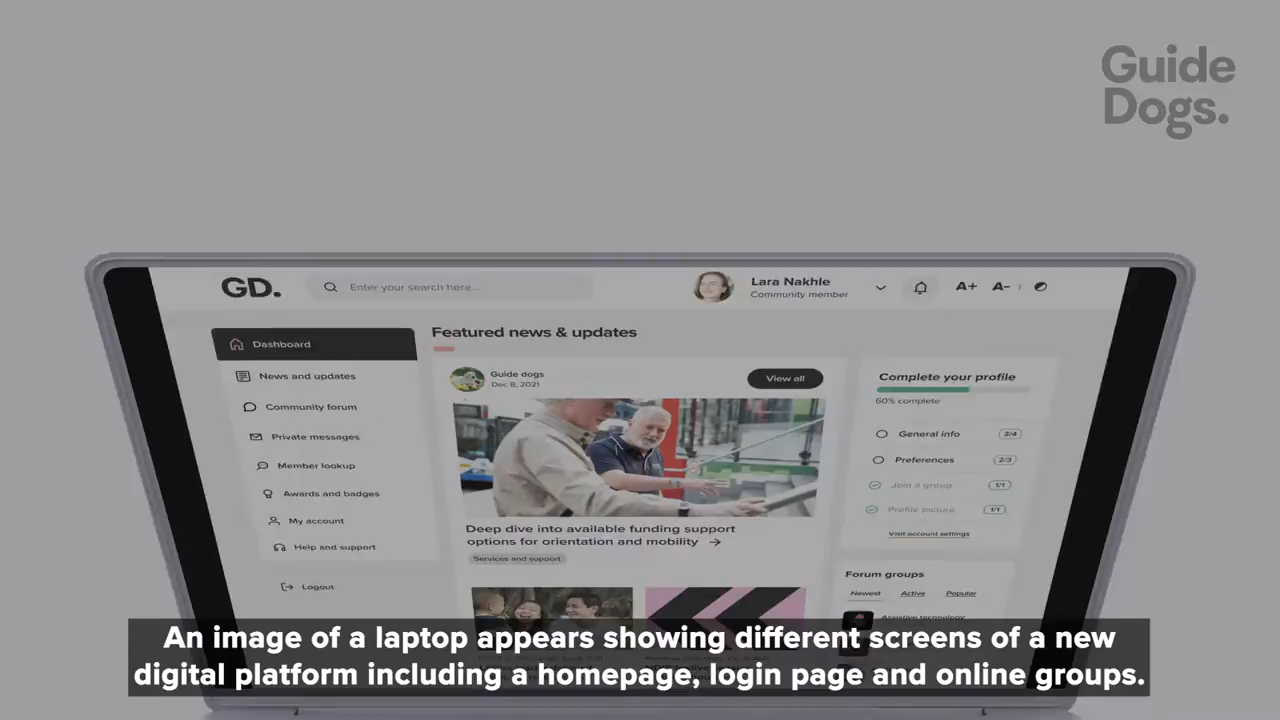 Guide
Dogs.
GD.
Enter your search here...
Lara Nakhle
Community member
A+
A-
Dashboard
News and updates
Community forum
Private messages
Member lookup
Awards and badges
My account
Help and support
Logout
Featured news & updates
Guide dogs
Dec 8, 2021
View all
Deep dive into available funding support
options for orientation and mobility
Services and support
Complete your profile
60% complete
General info 3/4
Preferences 2/3
Join a group 1/1
Profile picture 1/1
Visit account settings
Forum groups
Newest Active Popular
Assistive technology
An image of a laptop appears showing different screens of a new
digital platform including a homepage, login page and online groups.